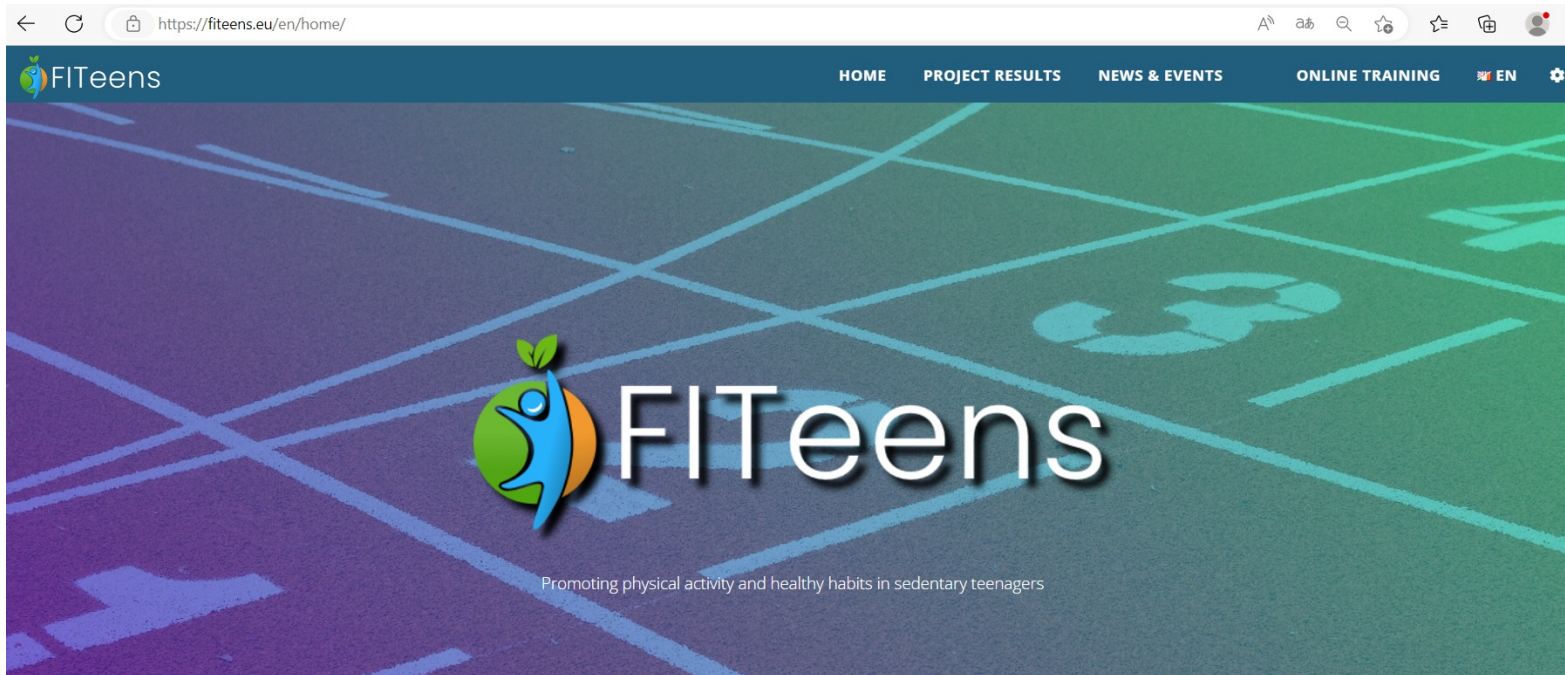 https://fiteens.eu/en/home/
FITeens
HOME PROJECT RESULTS NEWS & EVENTS ONLINE TRAINING EN
FITeens
Promoting physical activity and healthy habits in sedentary teenagers